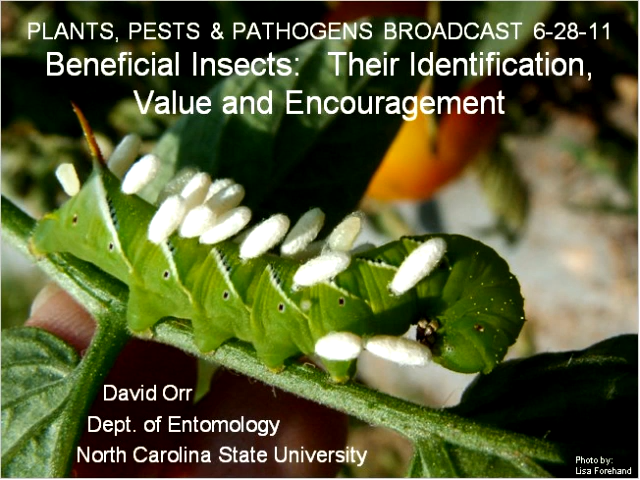 PLANTS, PESTS & PATHOGENS BROADCAST 6-28-11
Beneficial Insects: Their Identification,
Value and Encouragement
David Orr
Dept. of Entomology
North Carolina State University
Photo by:
Lisa Forehand